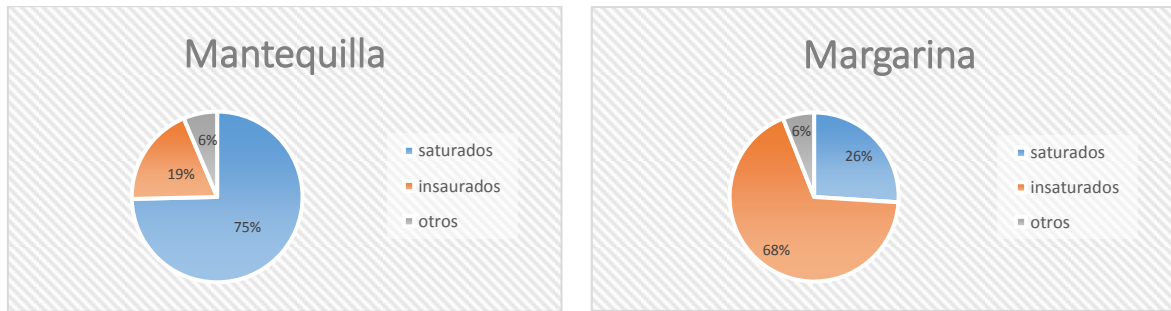 Mantequilla
6%
19%
75%
saturados
insaurados
otros
Margarina
6%
26%
68%
saturados
insaturados
otros